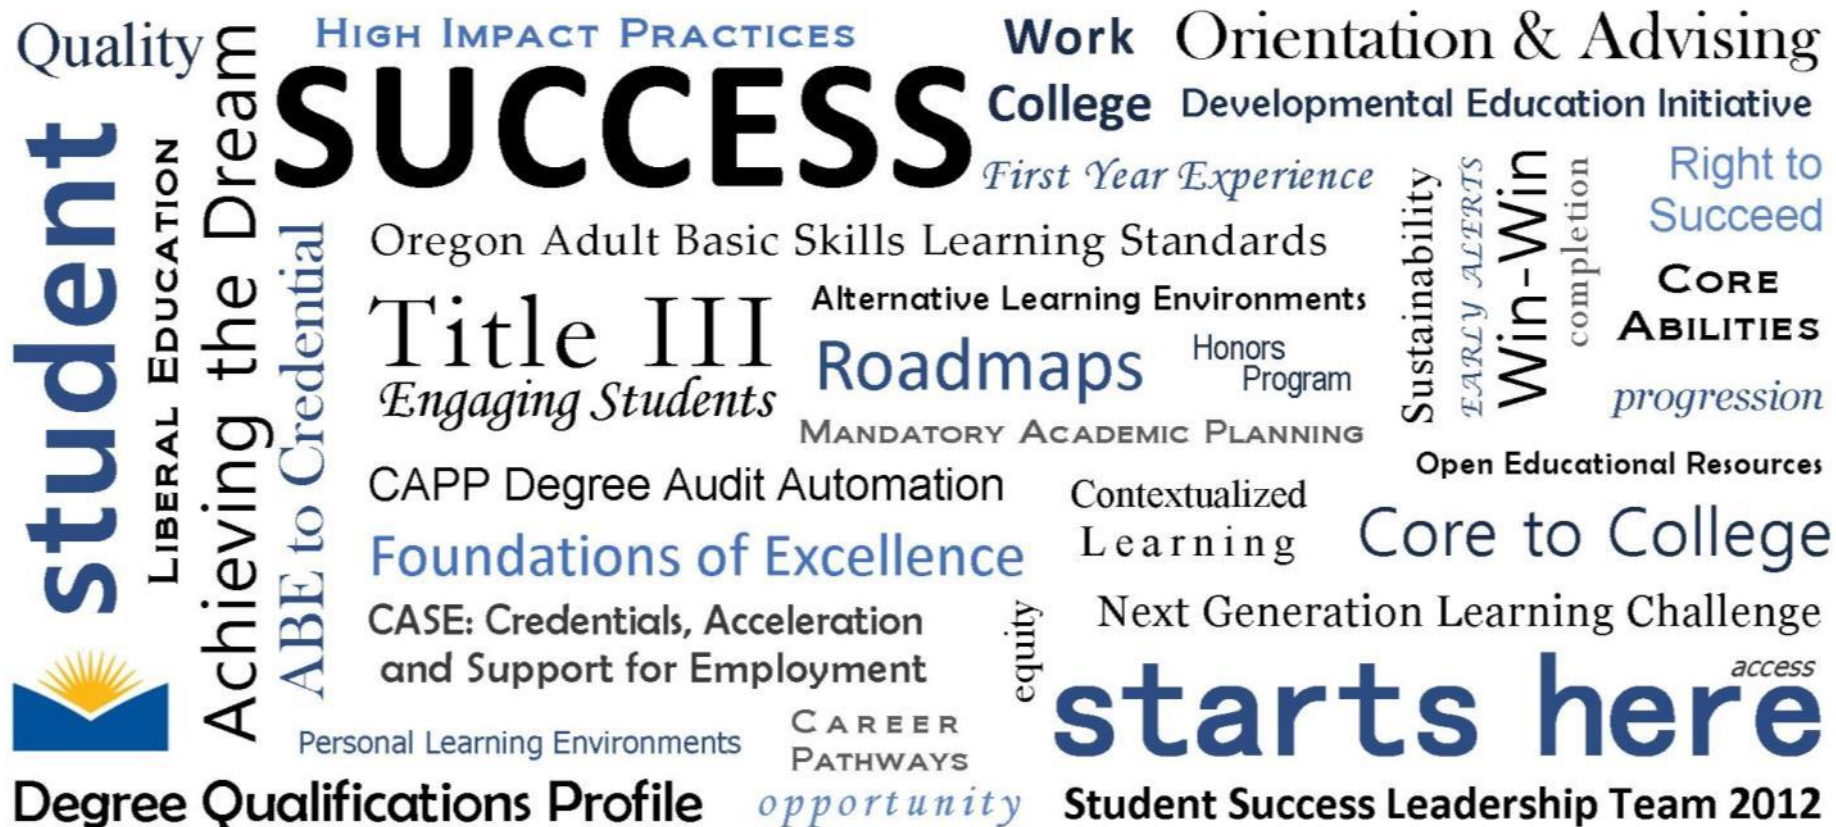 Quality
HIGH IMPACT PRACTICES
SUCCESS
Work
College
Orientation & Advising
Developmental Education Initiative
First Year Experience
student
LIBERAL EDUCATION
Achieving the Dream
ABE to Credential
Oregon Adult Basic Skills Learning Standards
Title III
Engaging Students
Alternative Learning Environments
Roadmaps
Honors
Program
MANDATORY ACADEMIC PLANNING
Sustainability
EARLY ALERTS
Win-Win
completion
Right to
Succeed
CORE
ABILITIES
progression
Open Educational Resources
CAPP Degree Audit Automation
Contextualized
Learning
Core to College
Foundations of Excellence
CASE: Credentials, Acceleration
and Support for Employment
equity
Next Generation Learning Challenge
access
starts here
Personal Learning Environments
CAREER
PATHWAYS
Degree Qualifications Profile
opportunity
Student Success Leadership Team 2012